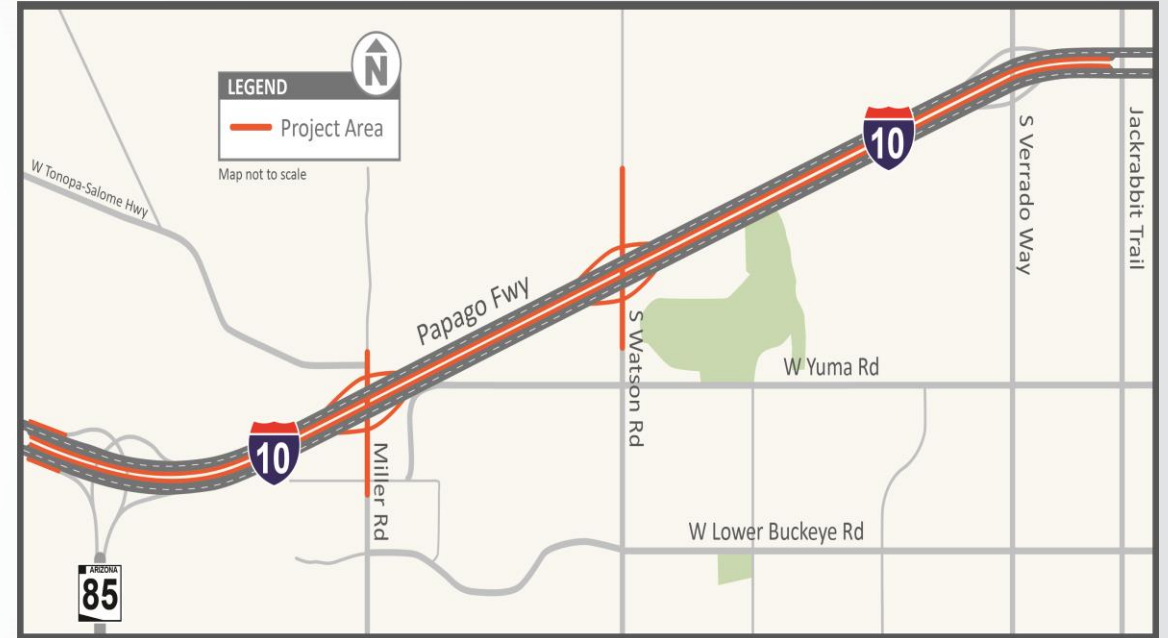 N
LEGEND
Project Area
Map not to scale
W Tonopa-Salome Hwy
10
S Verrado Way
Jackrabbit Trail
Papago Fwy
S Watson Rd
W Yuma Rd
10
Miller Rd
W Lower Buckeye Rd
ARIZONA
85